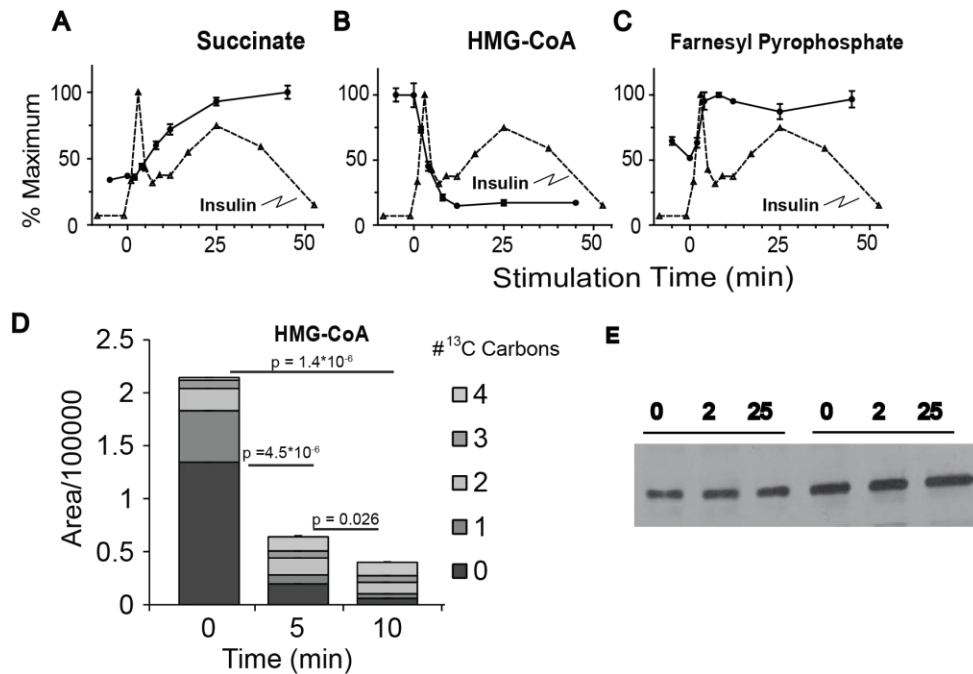 A
Succinate
B
HMG-CoA
C
Farnesyl Pyrophosphate
% Maximum
100
50
0
Insulin
0
25
50
100
50
0
Insulin
0
25
50
100
50
0
Insulin
0
25
50
Stimulation Time (min)
D
HMG-CoA
# ¹³C Carbons
Area/100000
2.5
2
1.5
1
0.5
0
p = 1.4*10⁻⁶
p =4.5*10⁻⁶
p = 0.026
4
3
2
1
0
0
5
10
Time (min)
E
0 2 25 0 2 25